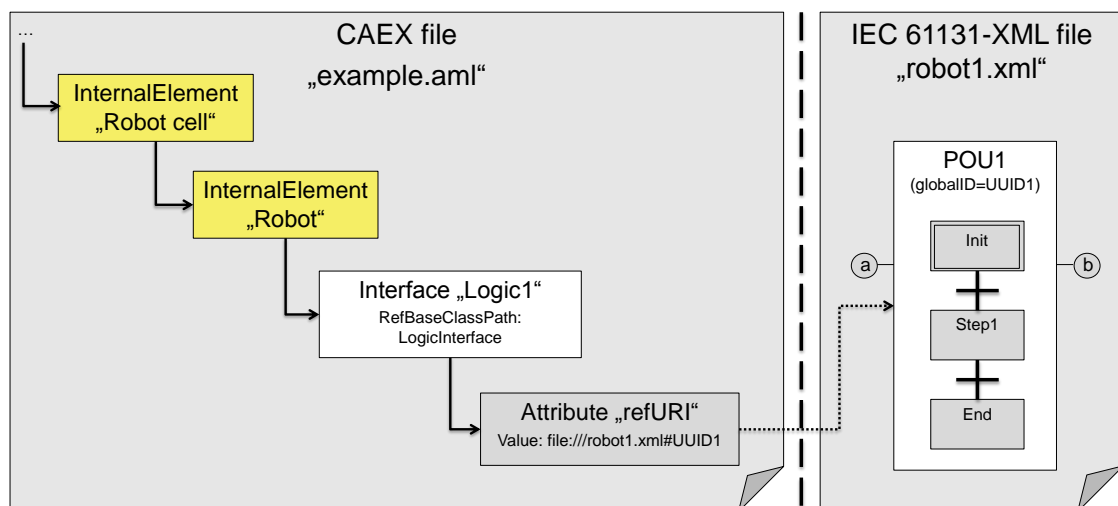 ...
CAEX file
„example.aml“
InternalElement
„Robot cell“
InternalElement
„Robot“
Interface „Logic1“
RefBaseClassPath:
LogicInterface
Attribute „refURI“
Value: file:///robot1.xml#UUID1
IEC 61131-XML file
„robot1.xml“
POU1
(globalID=UUID1)
Init
a
b
Step1
End